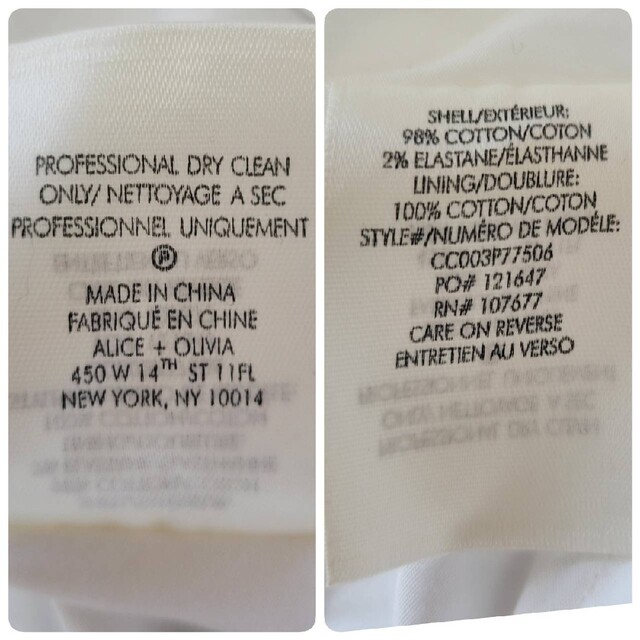 PROFESSIONAL DRY CLEAN
ONLY/ NETTOYAGE A SEC
PROFESSIONNEL UNIQUEMENT
P
MADE IN CHINA
FABRIQUÉ EN CHINE
ALICE + OLIVIA
450 W 14TH ST 11FL
NEW YORK, NY 10014
SHELL/EXTÉRIEUR:
98% COTTON/COTON
2% ELASTANE/ÉLASTHANNE
LINING/DOUBLURE:
100% COTTON/COTON
STYLE#/NUMÉRO DE MODÉLE:
CC003P77506
PO# 121647
RN# 107677
CARE ON REVERSE
ENTRETIEN AU VERSO